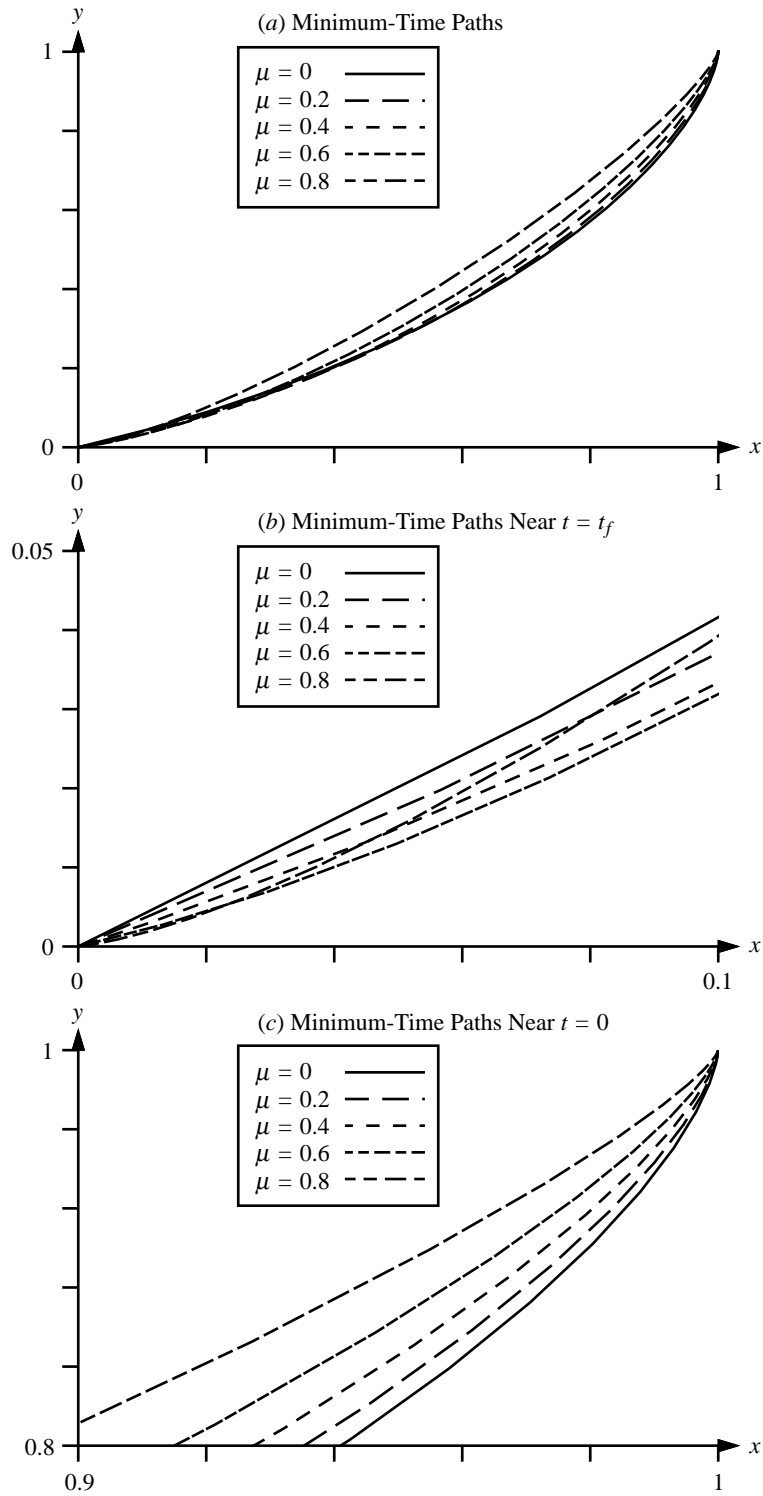 y
(a) Minimum-Time Paths
1
μ = 0
μ = 0.2
μ = 0.4
μ = 0.6
μ = 0.8
0
x
0
1
y
(b) Minimum-Time Paths Near t = t_f
0.05
μ = 0
μ = 0.2
μ = 0.4
μ = 0.6
μ = 0.8
0
x
0
0.1
y
(c) Minimum-Time Paths Near t = 0
1
μ = 0
μ = 0.2
μ = 0.4
μ = 0.6
μ = 0.8
0.8
x
0.9
1